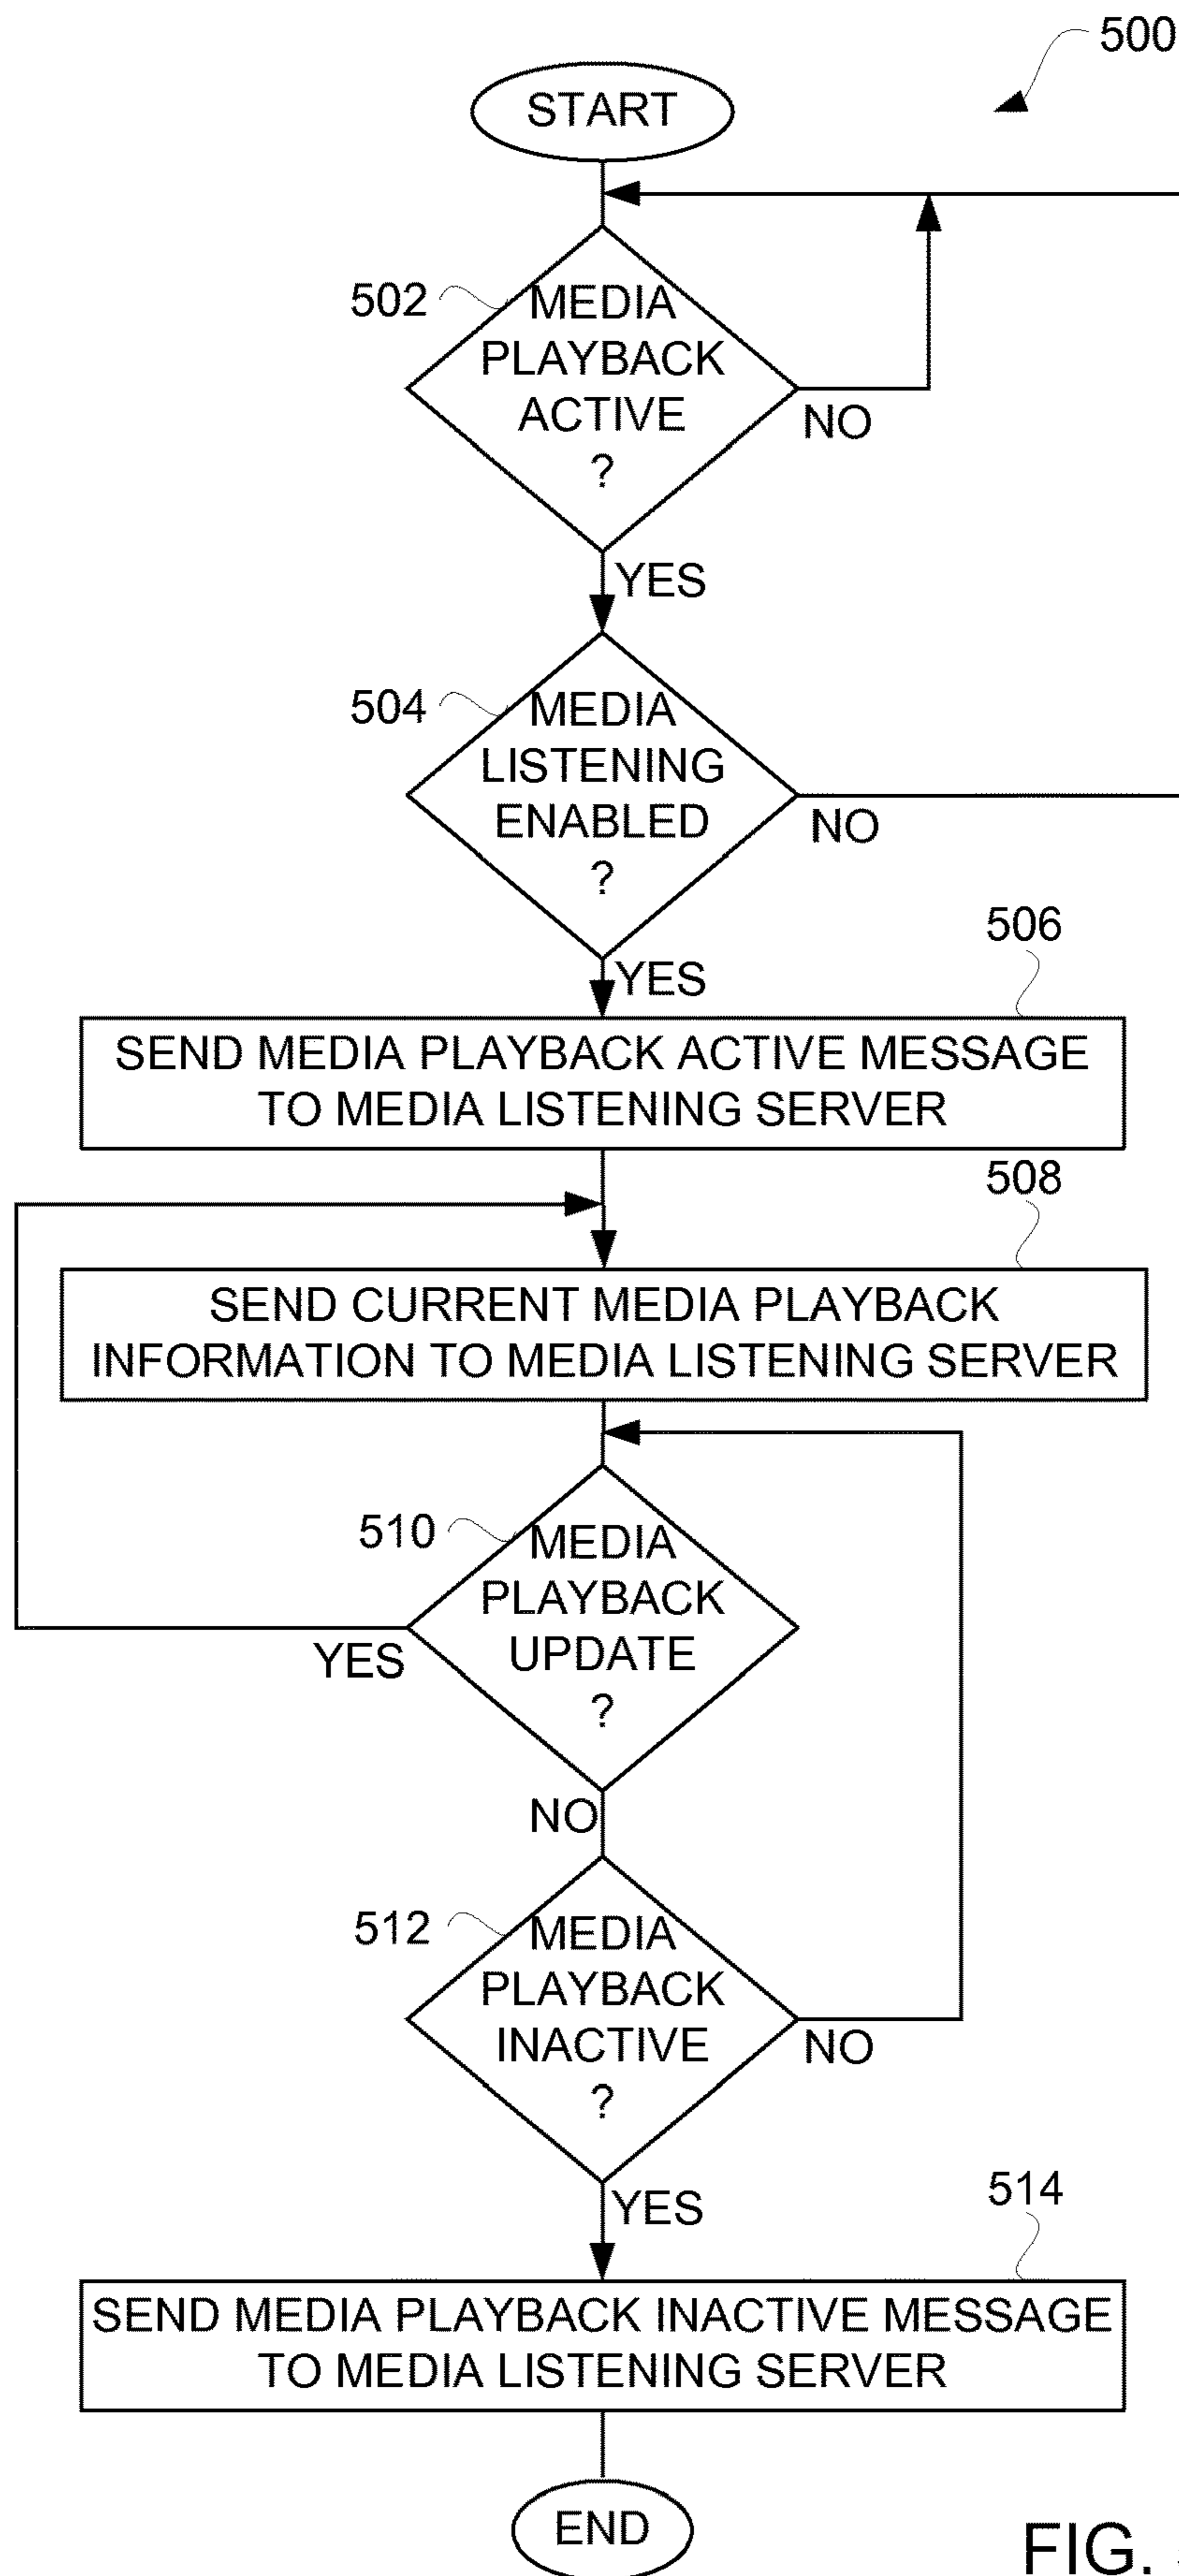 500
START
502
MEDIA
PLAYBACK
ACTIVE
?
NO
YES
504
MEDIA
LISTENING
ENABLED
?
NO
YES
506
SEND MEDIA PLAYBACK ACTIVE MESSAGE
TO MEDIA LISTENING SERVER
508
SEND CURRENT MEDIA PLAYBACK
INFORMATION TO MEDIA LISTENING SERVER
510
MEDIA
PLAYBACK
UPDATE
?
YES
NO
512
MEDIA
PLAYBACK
INACTIVE
?
NO
YES
514
SEND MEDIA PLAYBACK INACTIVE MESSAGE
TO MEDIA LISTENING SERVER
END
FIG.